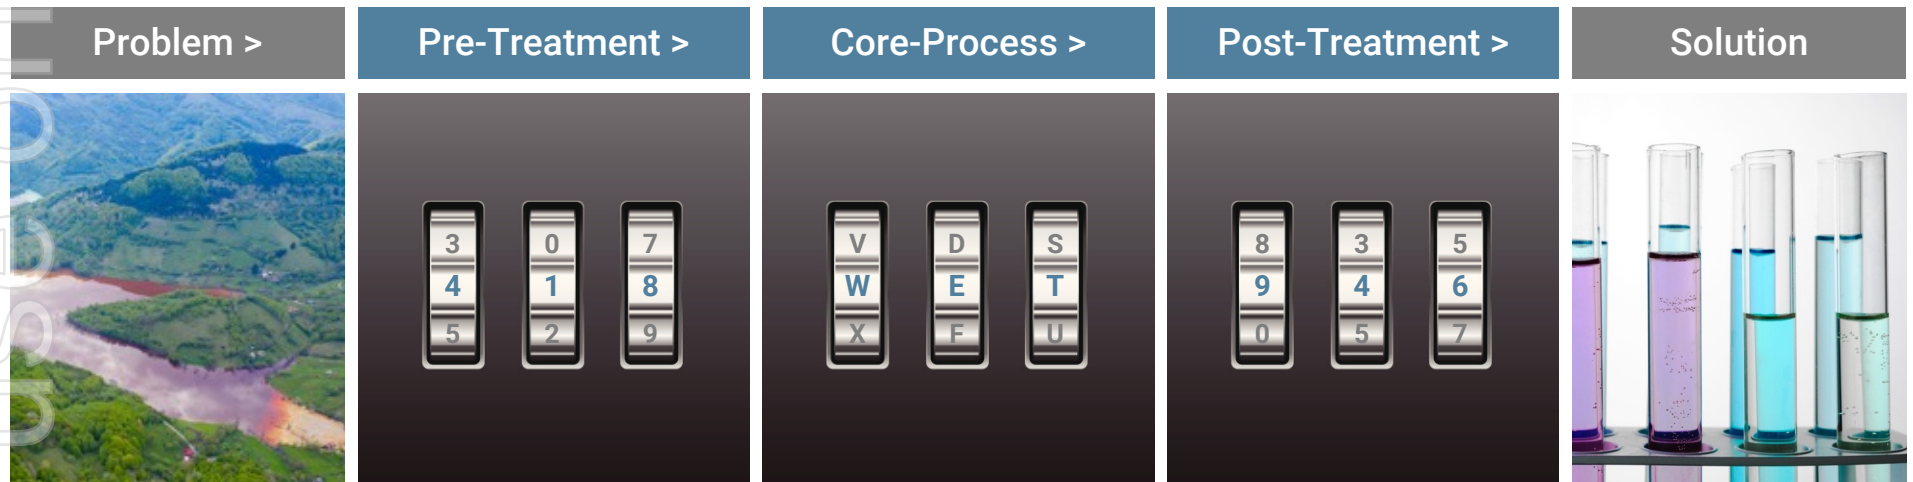 Problem >
Pre-Treatment >
Core-Process >
Post-Treatment >
Solution
3 0 7
4 1 8
5 2 9
V D S
W E T
X F U
8 3 5
9 4 6
0 5 7